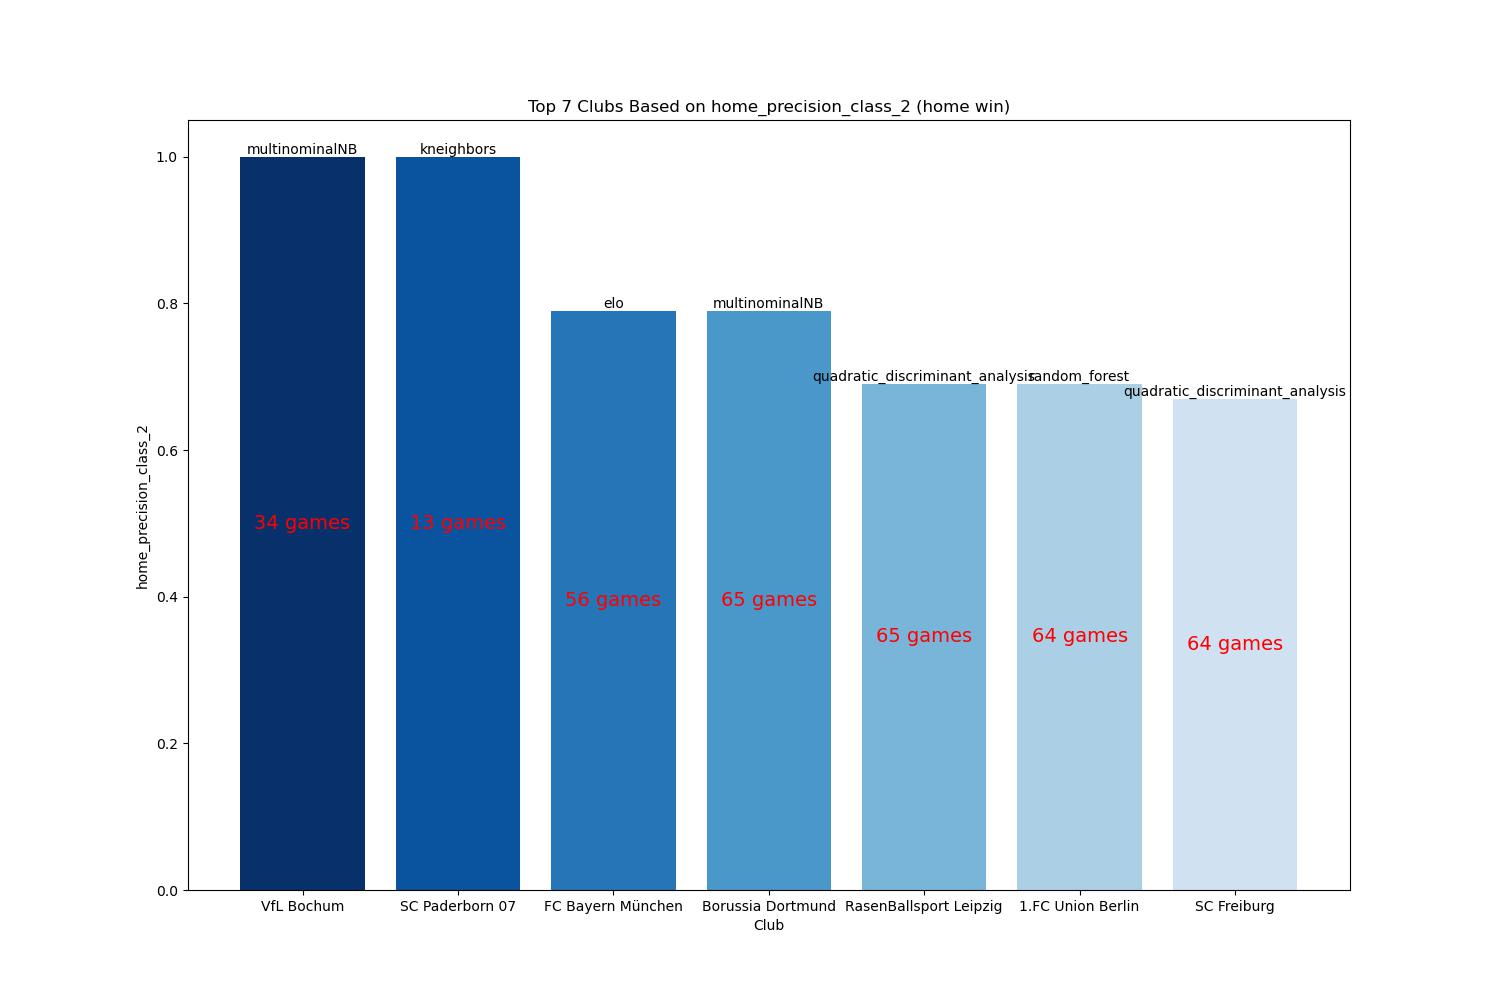 Top 7 Clubs Based on home_precision_class_2 (home win)
home_precision_class_2
1.0
0.8
0.6
0.4
0.2
0.0
multinominalNB
kneighbors
elo
multinominalNB
quadratic_discriminant_analysis
random_forest
quadratic_discriminant_analysis
34 games
13 games
56 games
65 games
65 games
64 games
64 games
VfL Bochum
SC Paderborn 07
FC Bayern München
Borussia Dortmund
RasenBallsport Leipzig
1.FC Union Berlin
SC Freiburg
Club